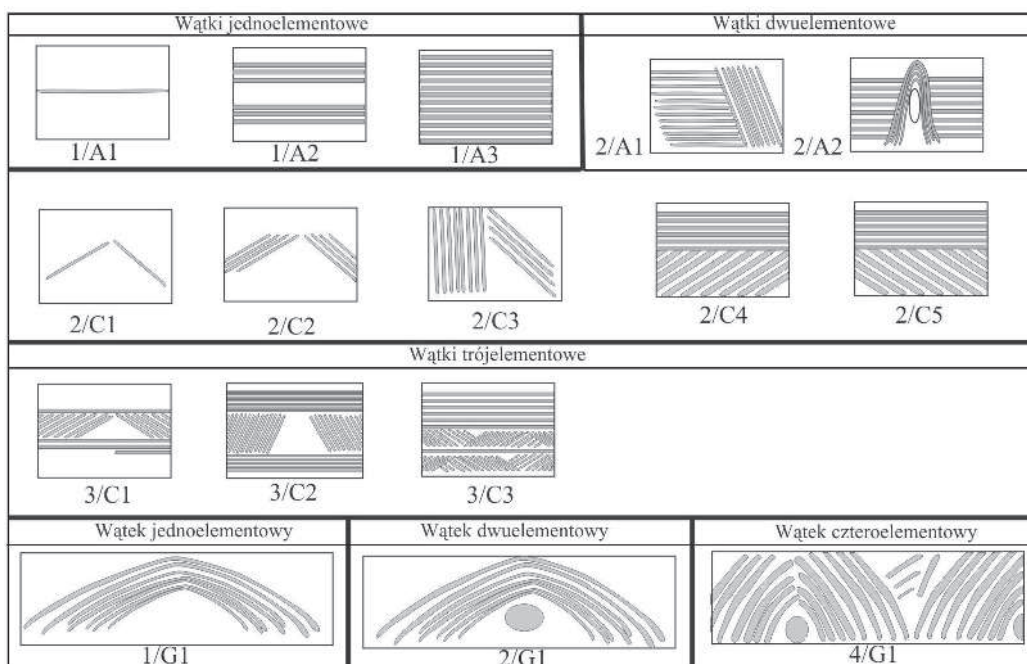 Wątki jednoelementowe Wątki dwuelementowe
1/A1 1/A2 1/A3 2/A1 2/A2
2/C1 2/C2 2/C3 2/C4 2/C5
Wątki trójelementowe
3/C1 3/C2 3/C3
Wątek jednoelementowy Wątek dwuelementowy Wątek czteroelementowy
1/G1 2/G1 4/G1